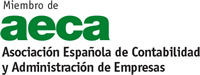 Miembro de
aeca
Asociación Española de Contabilidad
y Administración de Empresas